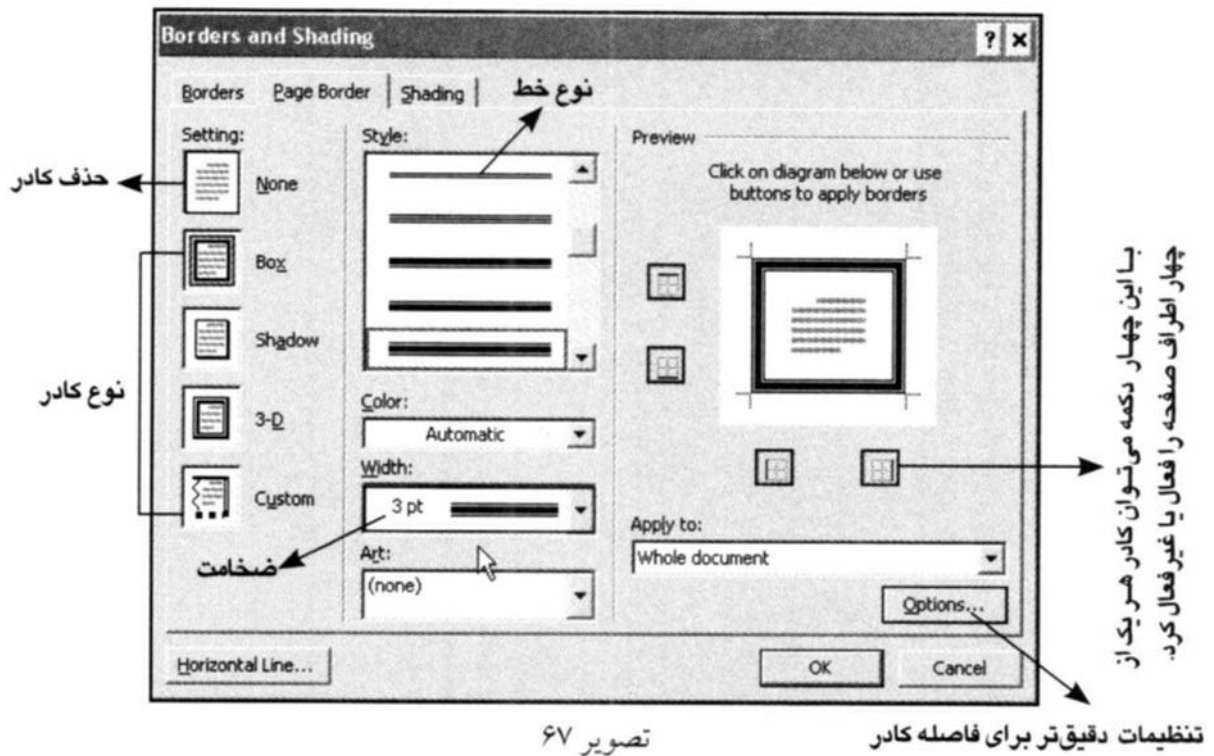 Borders and Shading
Borders
Page Border
Shading
نوع خط
Setting:
None
Box
Shadow
3-D
Custom
حذف کادر
نوع کادر
Style:
Color:
Automatic
Width:
3 pt
ضخامت
Art:
(none)
Preview
Click on diagram below or use
buttons to apply borders
Apply to:
Whole document
Options...
Horizontal Line...
OK
Cancel
با این چهار دکمه می‌توان کادر هر یک از
چهار اطراف صفحه را فعال یا غیرفعال کرد.
تنظیمات دقیق‌تر برای فاصله کادر
تصویر ۶۷